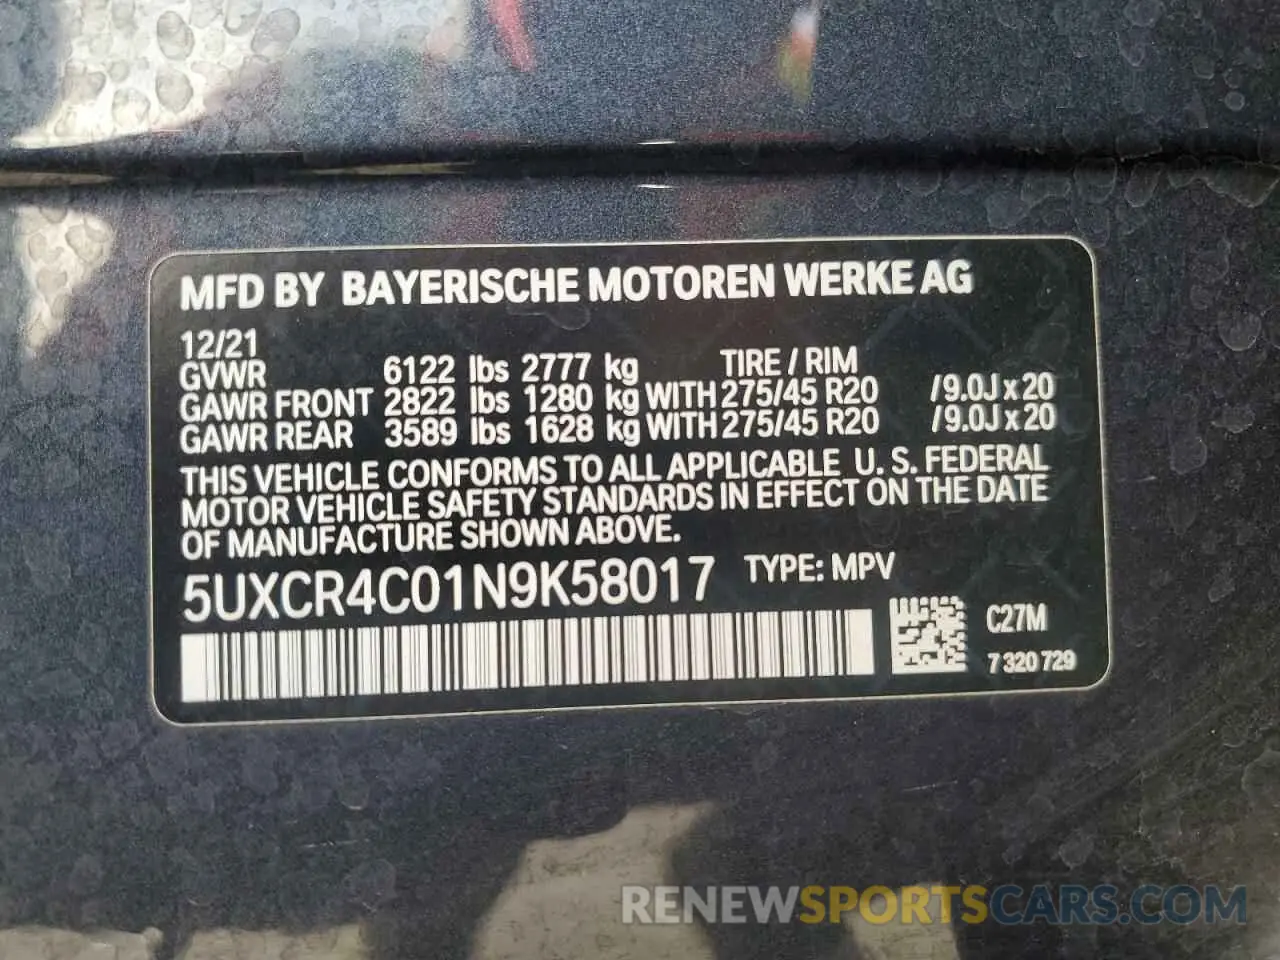 MFD BY BAYERISCHE MOTOREN WERKE AG
12/21
GVWR 6122 lbs 2777 kg TIRE / RIM
GAWR FRONT 2822 lbs 1280 kg WITH 275/45 R20 /9.0J x 20
GAWR REAR 3589 lbs 1628 kg WITH 275/45 R20 /9.0J x 20
THIS VEHICLE CONFORMS TO ALL APPLICABLE U. S. FEDERAL
MOTOR VEHICLE SAFETY STANDARDS IN EFFECT ON THE DATE
OF MANUFACTURE SHOWN ABOVE.
5UXCR4C01N9K58017 TYPE: MPV
C27M
7 320 729
RENEWSPORTSCARS.COM